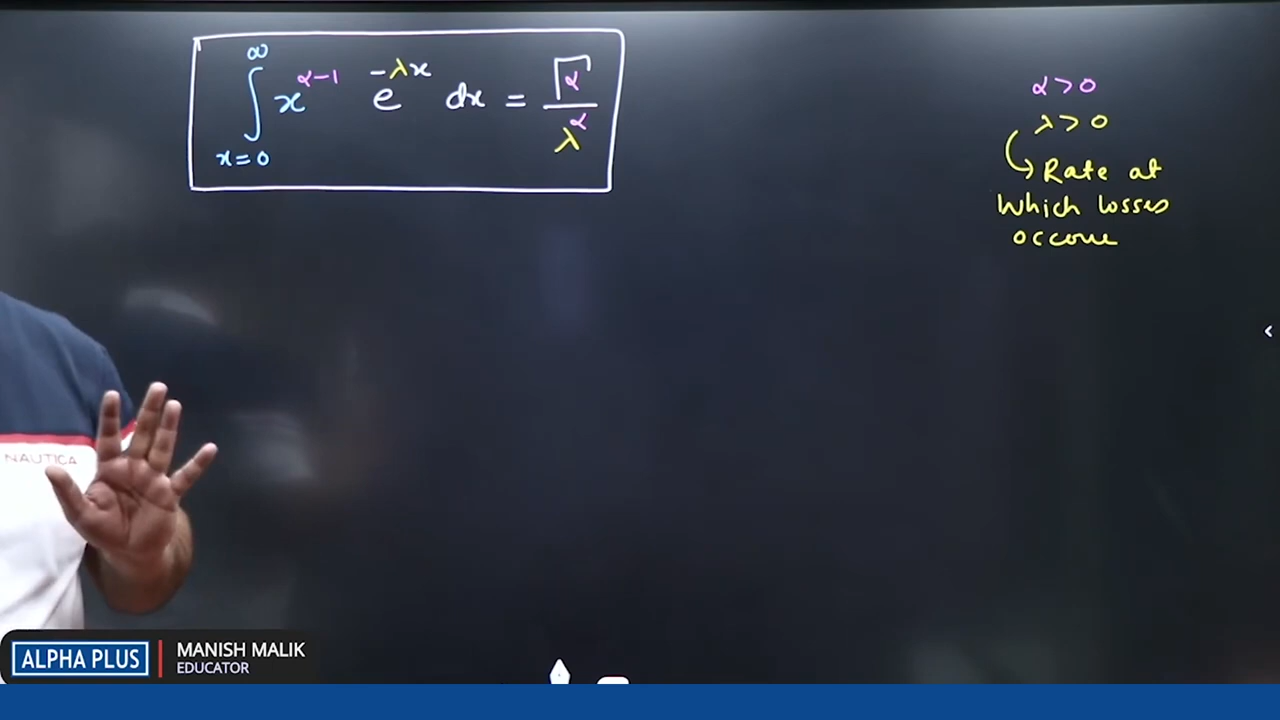 ∫_{x=0}^{∞} x^{α-1} e^{-λx} dx = Γα / λ^α
α > 0
λ > 0
Rate at
Which losses
occure
NAUTICA
ALPHA PLUS
MANISH MALIK
EDUCATOR